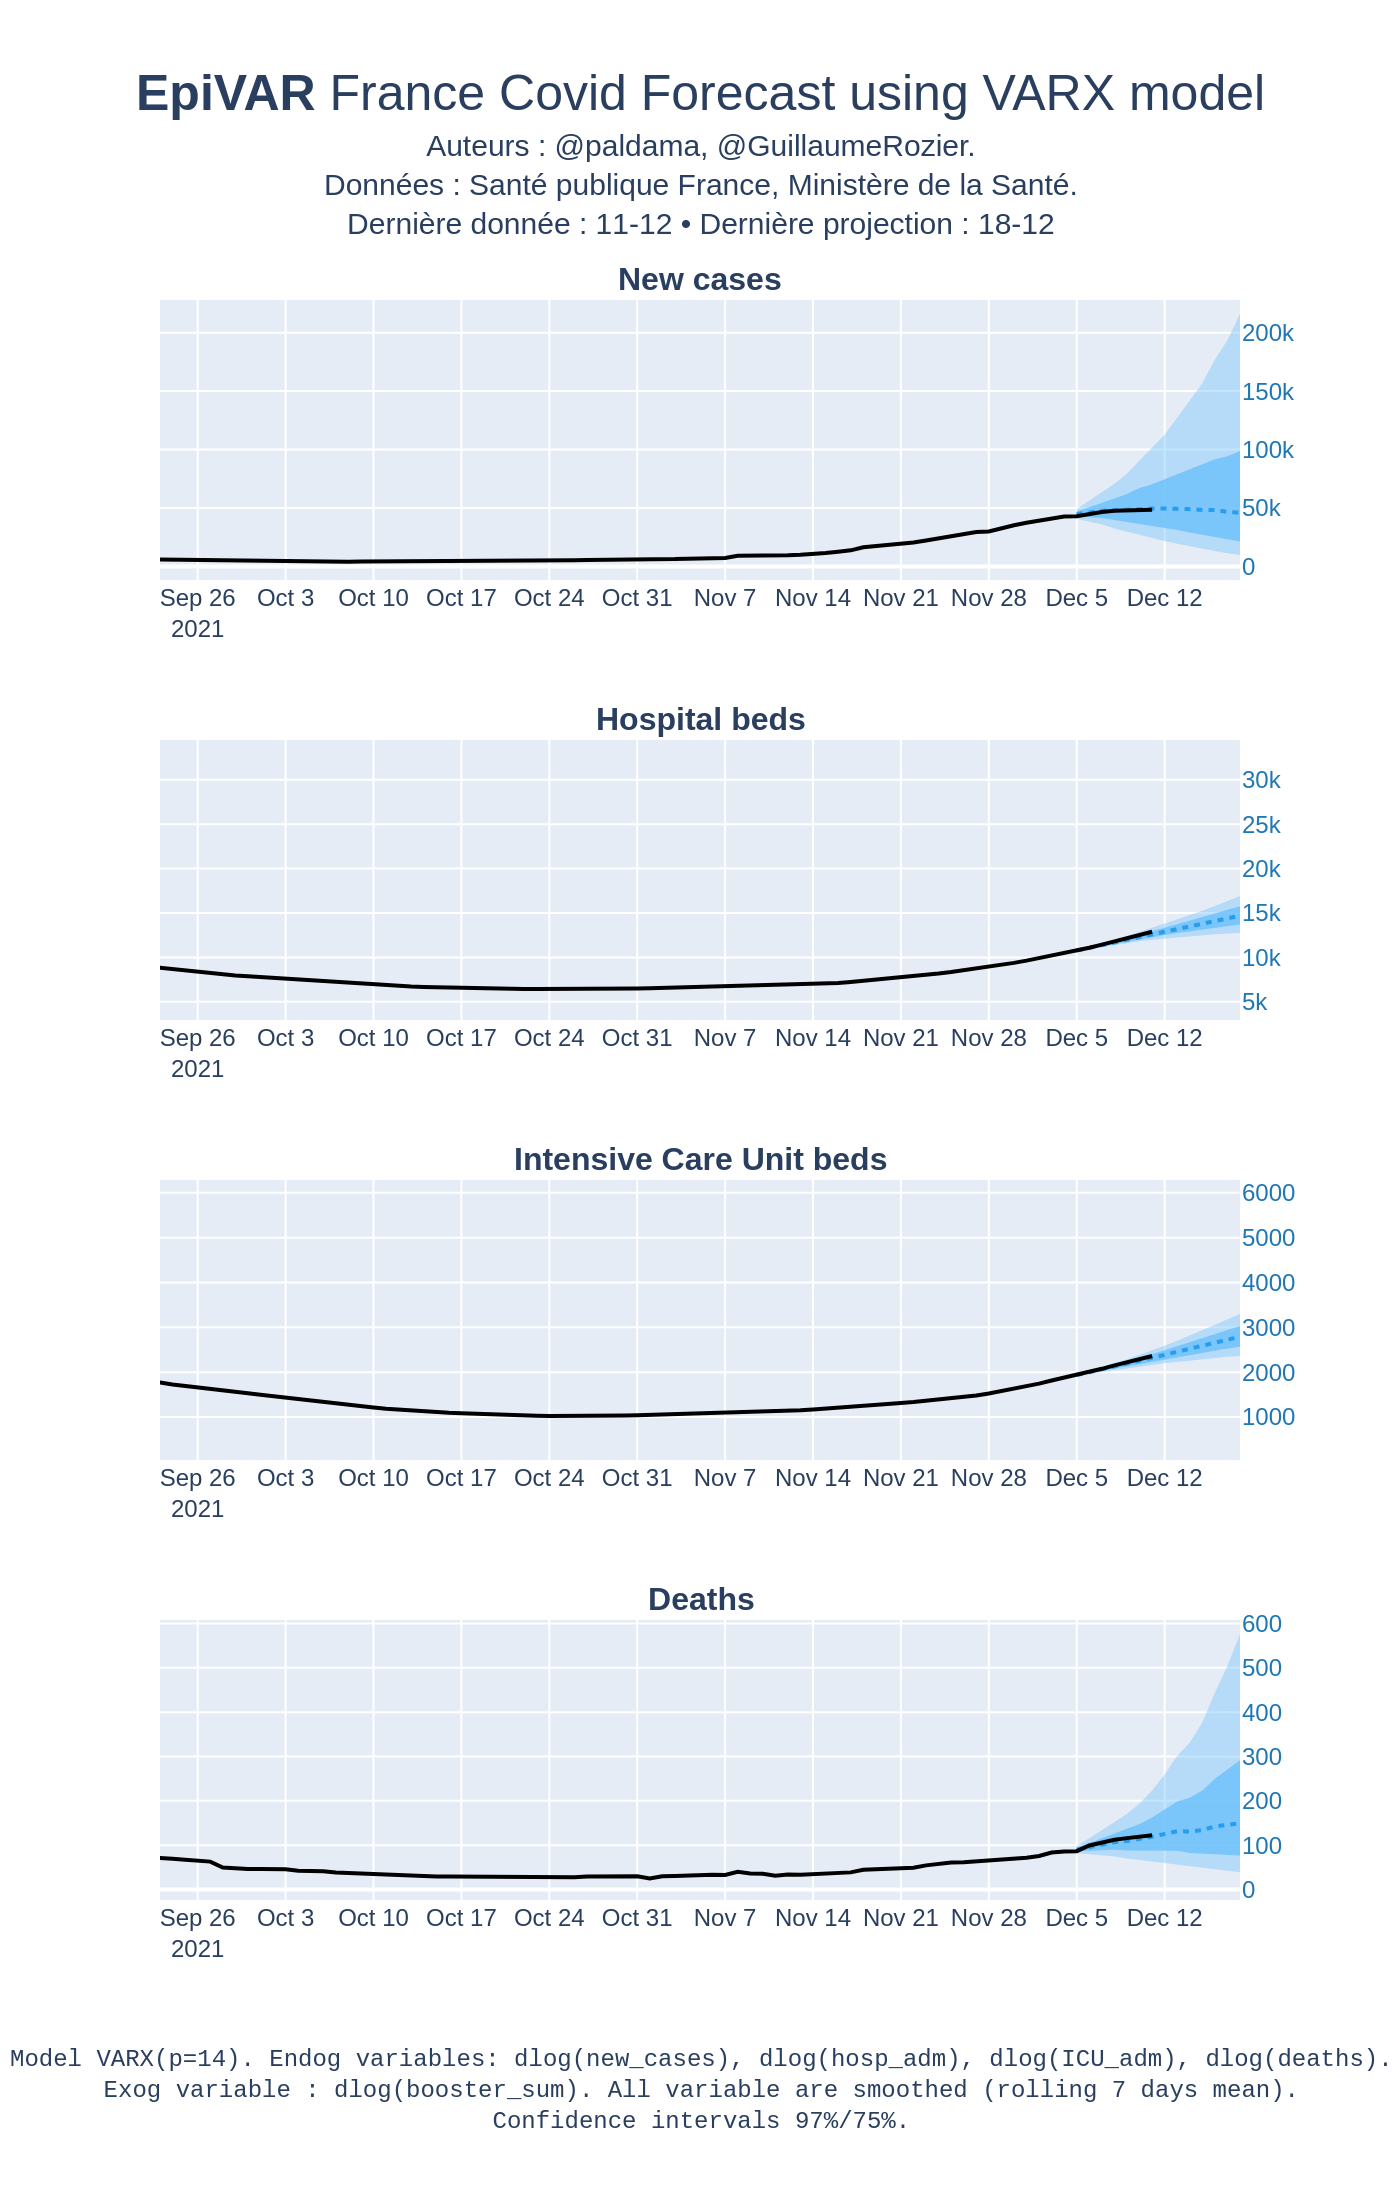 EpiVAR France Covid Forecast using VARX model
Auteurs : @paldama, @GuillaumeRozier.
Données : Santé publique France, Ministère de la Santé.
Dernière donnée : 11-12 • Dernière projection : 18-12
New cases
200k
150k
100k
50k
0
Sep 26 Oct 3 Oct 10 Oct 17 Oct 24 Oct 31 Nov 7 Nov 14 Nov 21 Nov 28 Dec 5 Dec 12
2021
Hospital beds
30k
25k
20k
15k
10k
5k
Sep 26 Oct 3 Oct 10 Oct 17 Oct 24 Oct 31 Nov 7 Nov 14 Nov 21 Nov 28 Dec 5 Dec 12
2021
Intensive Care Unit beds
6000
5000
4000
3000
2000
1000
Sep 26 Oct 3 Oct 10 Oct 17 Oct 24 Oct 31 Nov 7 Nov 14 Nov 21 Nov 28 Dec 5 Dec 12
2021
Deaths
600
500
400
300
200
100
0
Sep 26 Oct 3 Oct 10 Oct 17 Oct 24 Oct 31 Nov 7 Nov 14 Nov 21 Nov 28 Dec 5 Dec 12
2021
Model VARX(p=14). Endog variables: dlog(new_cases), dlog(hosp_adm), dlog(ICU_adm), dlog(deaths).
Exog variable : dlog(booster_sum). All variable are smoothed (rolling 7 days mean).
Confidence intervals 97%/75%.